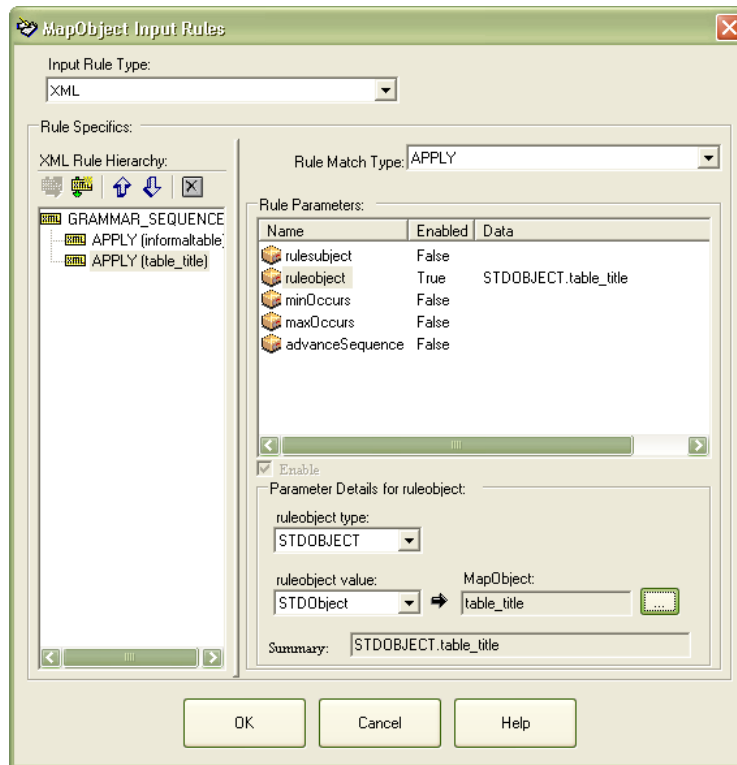 MapObject Input Rules
Input Rule Type:
XML
Rule Specifics:
XML Rule Hierarchy:
Rule Match Type: APPLY
GRAMMAR_SEQUENCE
APPLY (informaltable)
APPLY (table_title)
Rule Parameters:
Name Enabled Data
rulesubject False
ruleobject True STDOBJECT.table_title
minOccurs False
maxOccurs False
advanceSequence False
Enable
Parameter Details for ruleobject:
ruleobject type:
STDOBJECT
ruleobject value: MapObject:
STDObject table_title ...
Summary: STDOBJECT.table_title
OK Cancel Help